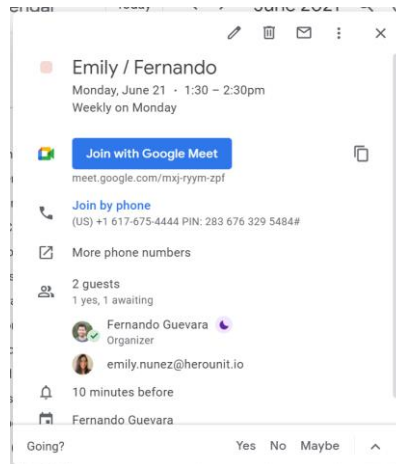 Today
June 2021
Emily / Fernando
Monday, June 21 · 1:30 – 2:30pm
Weekly on Monday
Join with Google Meet
meet.google.com/mxj-ryym-zpf
Join by phone
(US) +1 617-675-4444 PIN: 283 676 329 5484#
More phone numbers
2 guests
1 yes, 1 awaiting
Fernando Guevara
Organizer
emily.nunez@herounit.io
10 minutes before
Fernando Guevara
Going?
Yes No Maybe